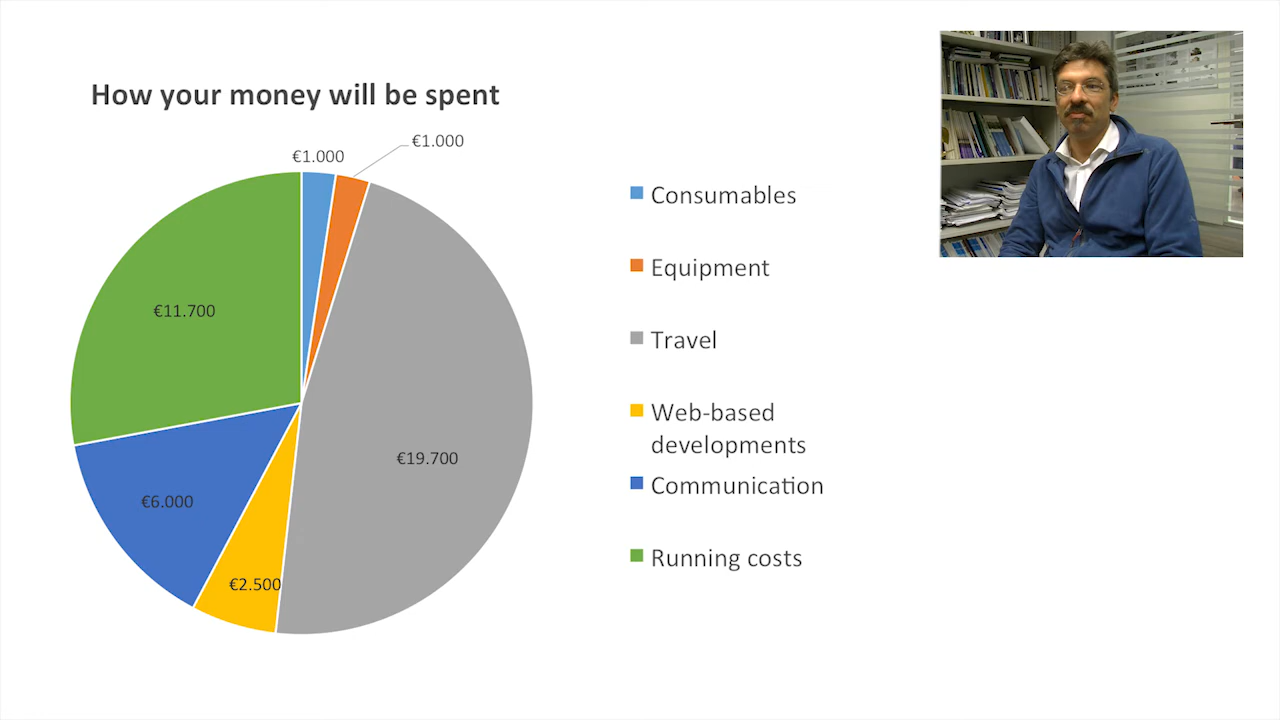 How your money will be spent
€1.000
€1.000
€19.700
€2.500
€6.000
€11.700
Consumables
Equipment
Travel
Web-based
developments
Communication
Running costs